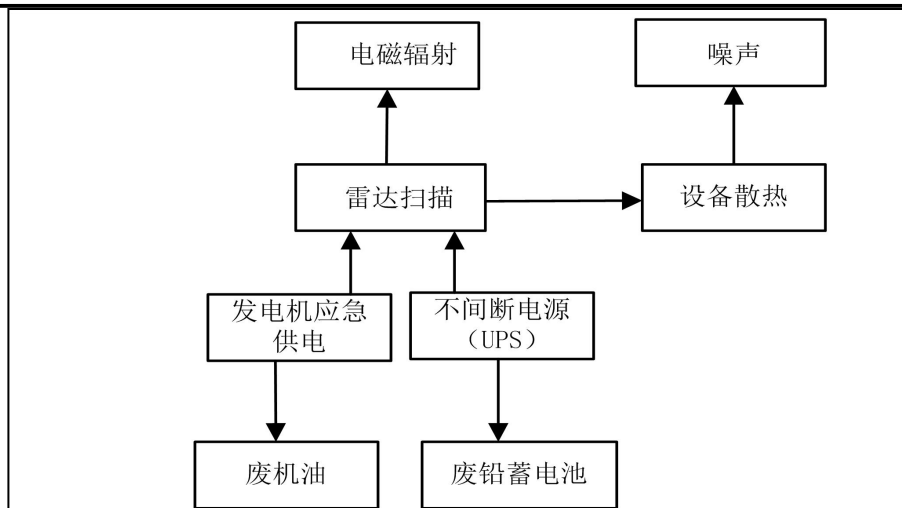 电磁辐射
噪声
雷达扫描
设备散热
发电机应急
供电
不间断电源
（UPS）
废机油
废铅蓄电池